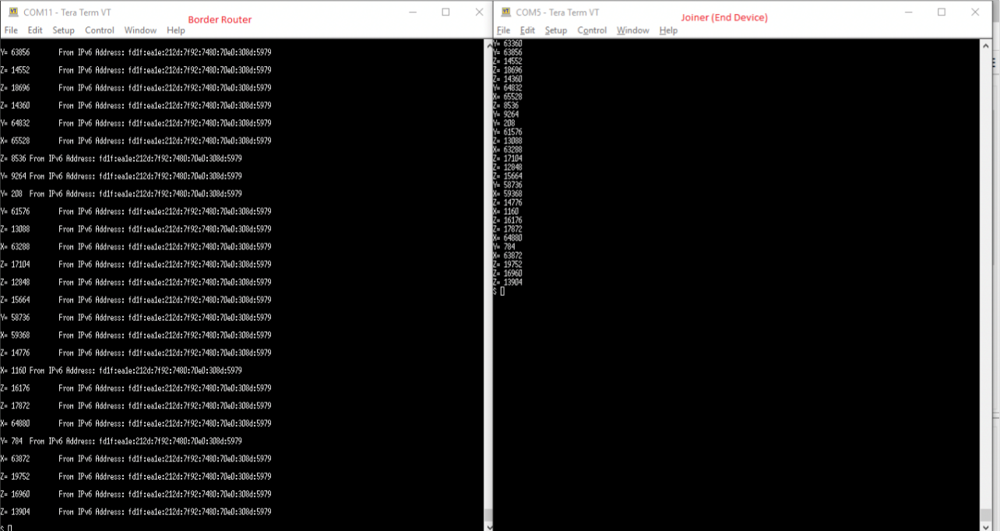 COM11 - Tera Term VT
Border Router
File Edit Setup Control Window Help
Y= 63856 From IPv6 Address: fd1f:ea1e:212d:7f92:7480:70e0:308d:5979
Z= 14552 From IPv6 Address: fd1f:ea1e:212d:7f92:7480:70e0:308d:5979
Z= 18696 From IPv6 Address: fd1f:ea1e:212d:7f92:7480:70e0:308d:5979
Z= 14360 From IPv6 Address: fd1f:ea1e:212d:7f92:7480:70e0:308d:5979
Y= 64832 From IPv6 Address: fd1f:ea1e:212d:7f92:7480:70e0:308d:5979
X= 65528 From IPv6 Address: fd1f:ea1e:212d:7f92:7480:70e0:308d:5979
Z= 8536 From IPv6 Address: fd1f:ea1e:212d:7f92:7480:70e0:308d:5979
Y= 9264 From IPv6 Address: fd1f:ea1e:212d:7f92:7480:70e0:308d:5979
Y= 208 From IPv6 Address: fd1f:ea1e:212d:7f92:7480:70e0:308d:5979
Y= 61576 From IPv6 Address: fd1f:ea1e:212d:7f92:7480:70e0:308d:5979
Z= 13088 From IPv6 Address: fd1f:ea1e:212d:7f92:7480:70e0:308d:5979
X= 63288 From IPv6 Address: fd1f:ea1e:212d:7f92:7480:70e0:308d:5979
Z= 17104 From IPv6 Address: fd1f:ea1e:212d:7f92:7480:70e0:308d:5979
Z= 12848 From IPv6 Address: fd1f:ea1e:212d:7f92:7480:70e0:308d:5979
Z= 15664 From IPv6 Address: fd1f:ea1e:212d:7f92:7480:70e0:308d:5979
Y= 58736 From IPv6 Address: fd1f:ea1e:212d:7f92:7480:70e0:308d:5979
X= 59368 From IPv6 Address: fd1f:ea1e:212d:7f92:7480:70e0:308d:5979
Z= 14776 From IPv6 Address: fd1f:ea1e:212d:7f92:7480:70e0:308d:5979
X= 1160 From IPv6 Address: fd1f:ea1e:212d:7f92:7480:70e0:308d:5979
Z= 16176 From IPv6 Address: fd1f:ea1e:212d:7f92:7480:70e0:308d:5979
Z= 17872 From IPv6 Address: fd1f:ea1e:212d:7f92:7480:70e0:308d:5979
X= 64880 From IPv6 Address: fd1f:ea1e:212d:7f92:7480:70e0:308d:5979
Y= 784 From IPv6 Address: fd1f:ea1e:212d:7f92:7480:70e0:308d:5979
X= 63872 From IPv6 Address: fd1f:ea1e:212d:7f92:7480:70e0:308d:5979
Z= 19752 From IPv6 Address: fd1f:ea1e:212d:7f92:7480:70e0:308d:5979
Z= 16960 From IPv6 Address: fd1f:ea1e:212d:7f92:7480:70e0:308d:5979
Z= 13904 From IPv6 Address: fd1f:ea1e:212d:7f92:7480:70e0:308d:5979
$
COM5 - Tera Term VT
Joiner (End Device)
File Edit Setup Control Window Help
Y= 63360
Y= 63856
Z= 14552
Z= 18696
Z= 14360
Y= 64832
X= 65528
Z= 8536
Y= 9264
Y= 208
Y= 61576
Z= 13088
X= 63288
Z= 17104
Z= 12848
Z= 15664
Y= 58736
X= 59368
Z= 14776
X= 1160
Z= 16176
Z= 17872
X= 64880
Y= 784
X= 63872
Z= 19752
Z= 16960
Z= 13904
$